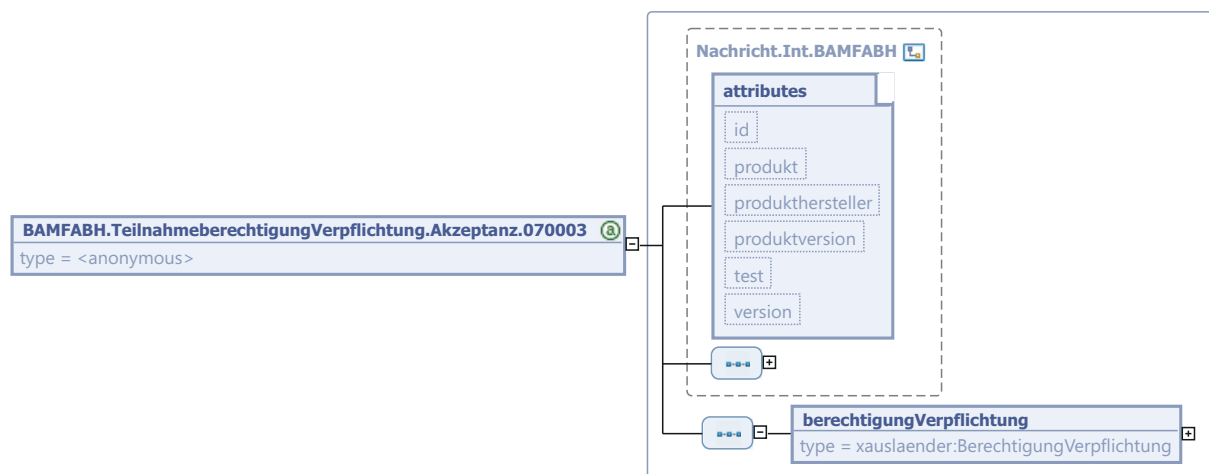 Nachricht.Int.BAMFABH
attributes
id
produkt
produkthersteller
produktversion
test
version
BAMFABH.TeilnahmeberechtigungVerpflichtung.Akzeptanz.070003 a
type = <anonymous>
berechtigungVerpflichtung
type = xauslaender:BerechtigungVerpflichtung